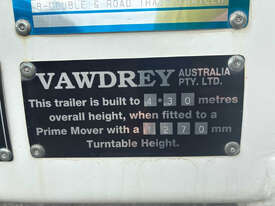 B-DOUBLE & ROAD TRAIN
VAWDREY AUSTRALIA PTY. LTD.
This trailer is built to 4.30 metres
overall height, when fitted to a
Prime Mover with a 1270 mm
Turntable Height.